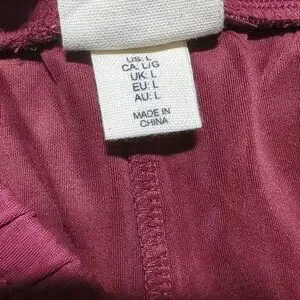 US: L
CA: L/G
UK: L
EU: L
AU: L
MADE IN
CHINA